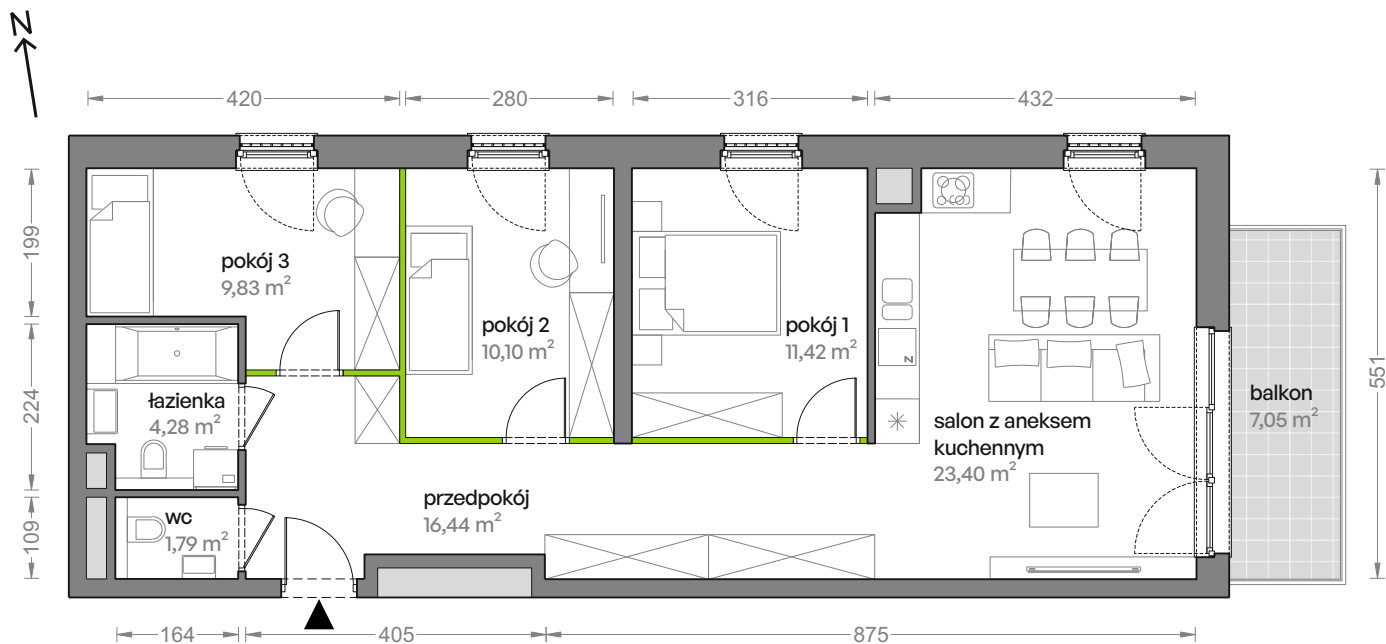 N
420
280
316
432
199
224
109
551
pokój 3
9,83 m²
pokój 2
10,10 m²
pokój 1
11,42 m²
łazienka
4,28 m²
wc
1,79 m²
przedpokój
16,44 m²
salon z aneksem
kuchennym
23,40 m²
balkon
7,05 m²
N
164
405
875